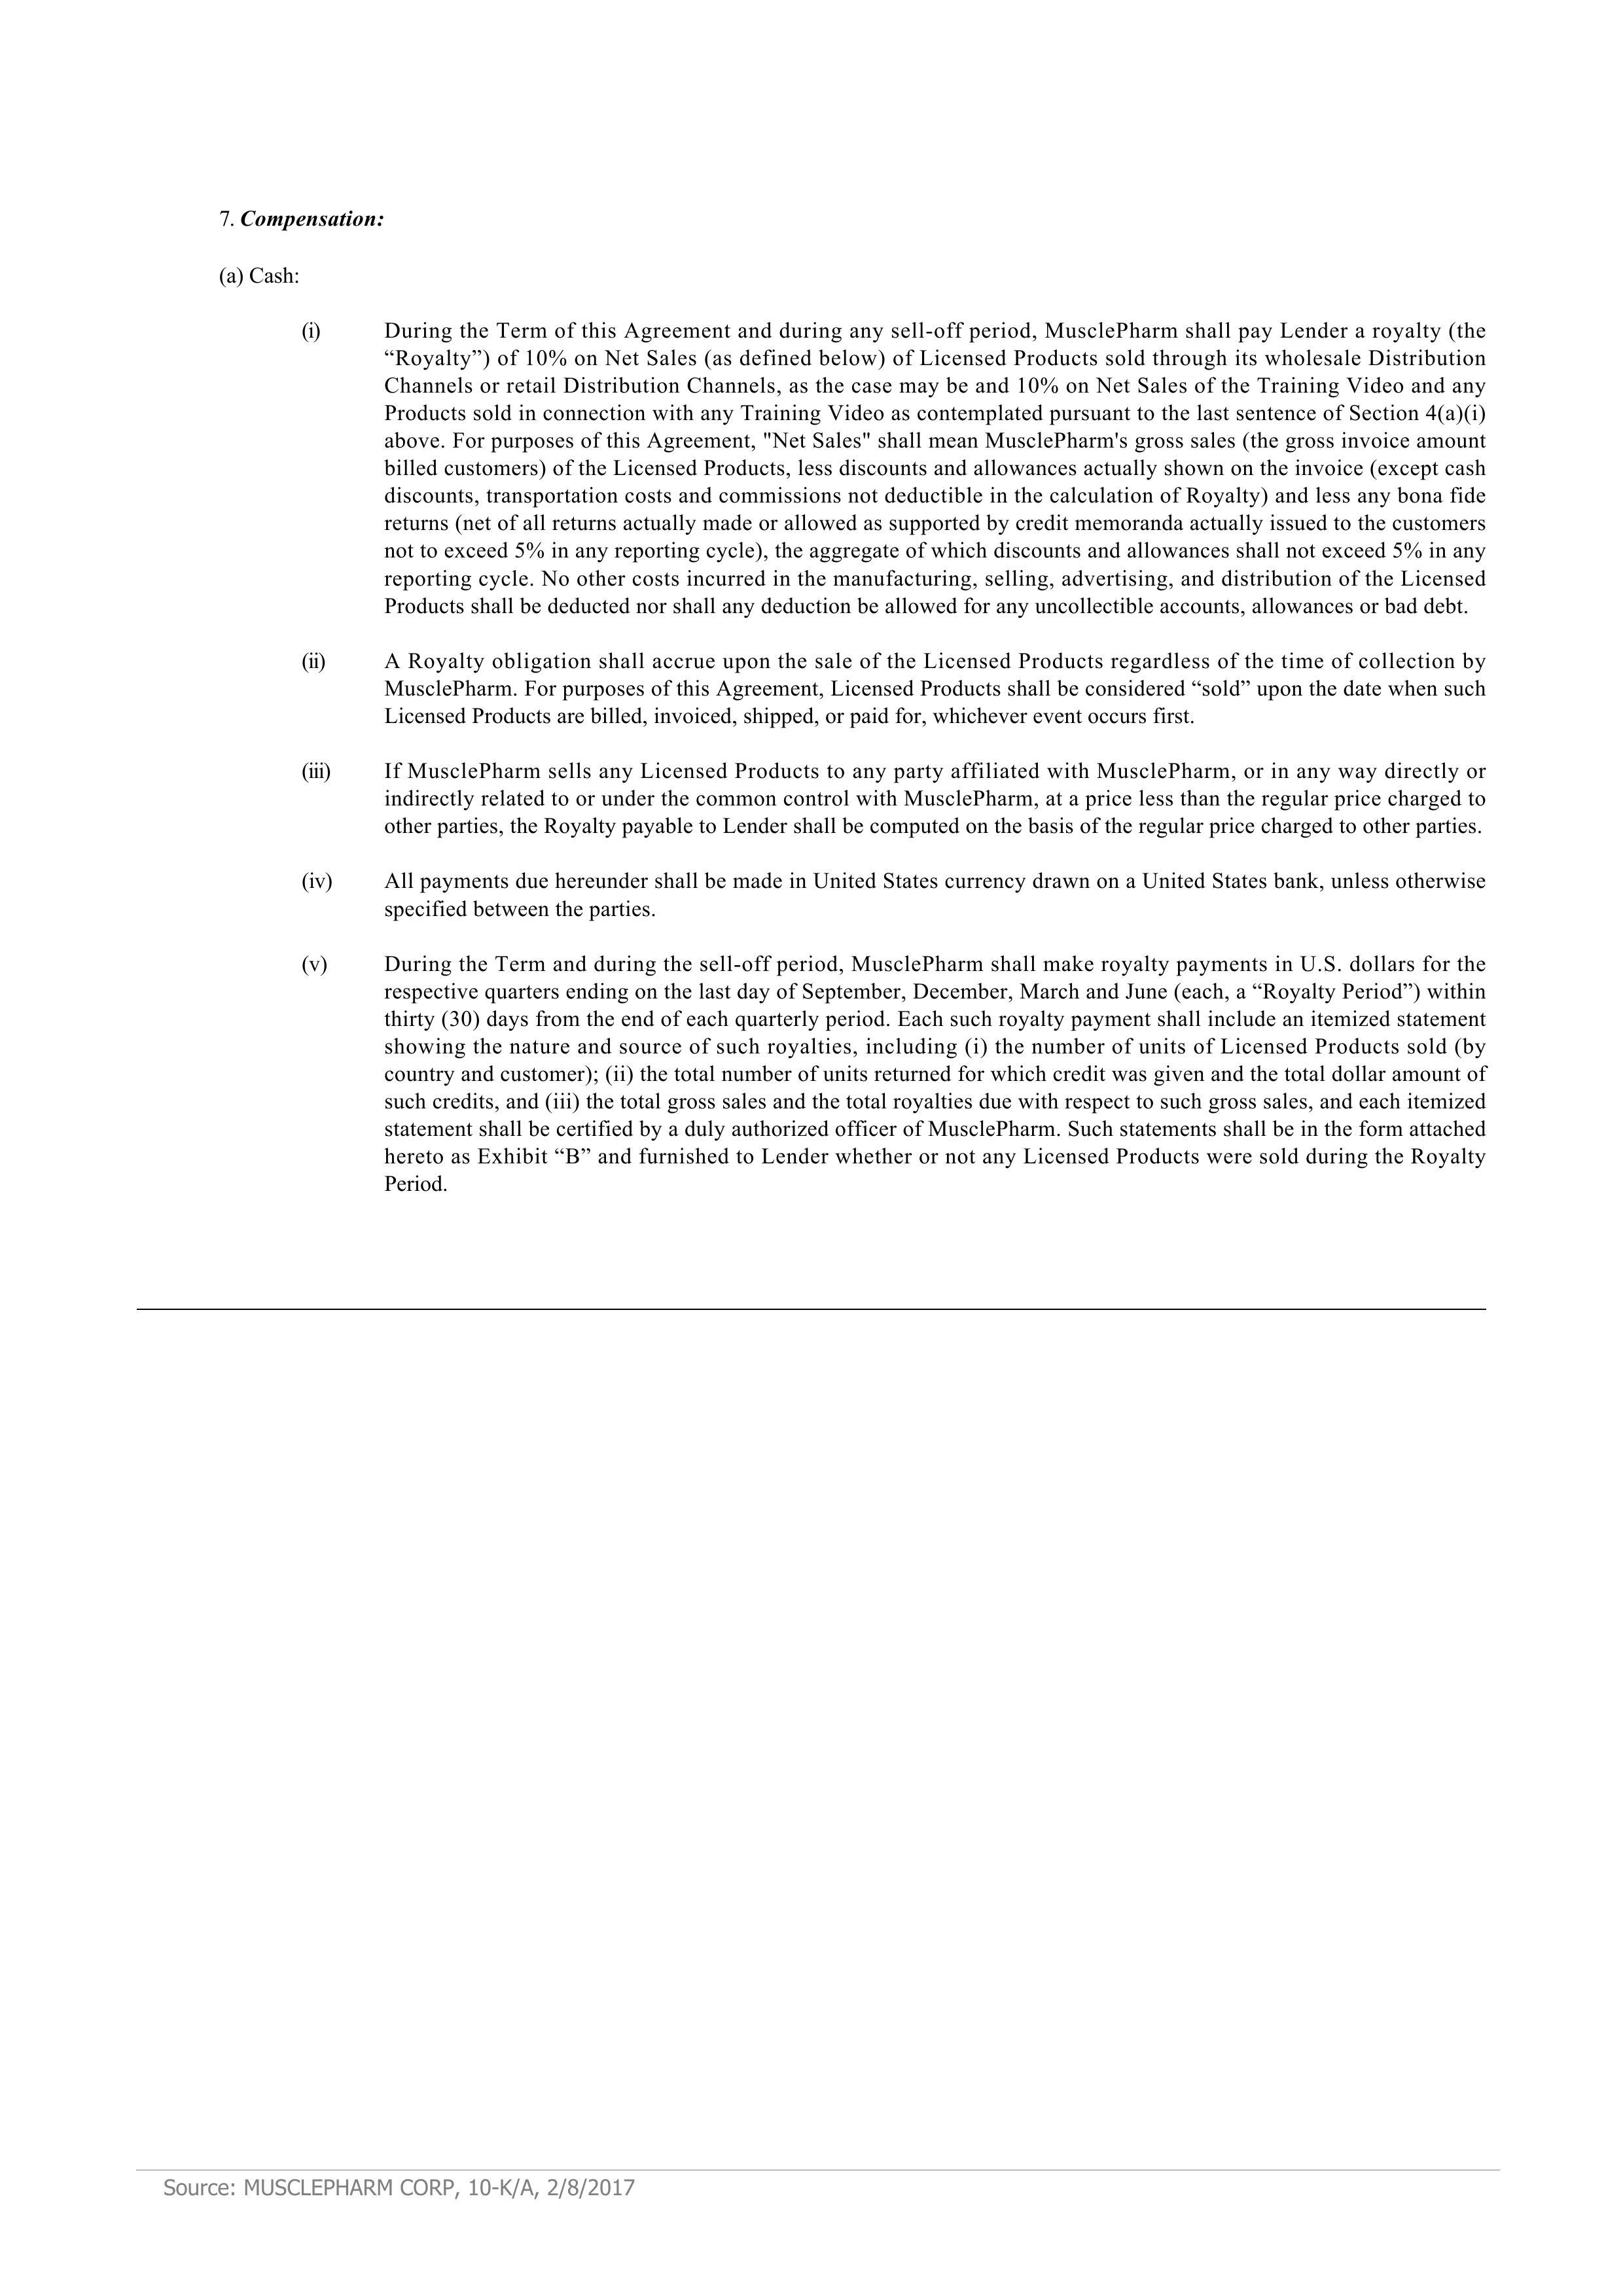 7. Compensation:
(a) Cash:
(i) During the Term of this Agreement and during any sell-off period, MusclePharm shall pay Lender a royalty (the
“Royalty”) of 10% on Net Sales (as defined below) of Licensed Products sold through its wholesale Distribution
Channels or retail Distribution Channels, as the case may be and 10% on Net Sales of the Training Video and any
Products sold in connection with any Training Video as contemplated pursuant to the last sentence of Section 4(a)(i)
above. For purposes of this Agreement, "Net Sales" shall mean MusclePharm's gross sales (the gross invoice amount
billed customers) of the Licensed Products, less discounts and allowances actually shown on the invoice (except cash
discounts, transportation costs and commissions not deductible in the calculation of Royalty) and less any bona fide
returns (net of all returns actually made or allowed as supported by credit memoranda actually issued to the customers
not to exceed 5% in any reporting cycle), the aggregate of which discounts and allowances shall not exceed 5% in any
reporting cycle. No other costs incurred in the manufacturing, selling, advertising, and distribution of the Licensed
Products shall be deducted nor shall any deduction be allowed for any uncollectible accounts, allowances or bad debt.
(ii) A Royalty obligation shall accrue upon the sale of the Licensed Products regardless of the time of collection by
MusclePharm. For purposes of this Agreement, Licensed Products shall be considered “sold” upon the date when such
Licensed Products are billed, invoiced, shipped, or paid for, whichever event occurs first.
(iii) If MusclePharm sells any Licensed Products to any party affiliated with MusclePharm, or in any way directly or
indirectly related to or under the common control with MusclePharm, at a price less than the regular price charged to
other parties, the Royalty payable to Lender shall be computed on the basis of the regular price charged to other parties.
(iv) All payments due hereunder shall be made in United States currency drawn on a United States bank, unless otherwise
specified between the parties.
(v) During the Term and during the sell-off period, MusclePharm shall make royalty payments in U.S. dollars for the
respective quarters ending on the last day of September, December, March and June (each, a “Royalty Period”) within
thirty (30) days from the end of each quarterly period. Each such royalty payment shall include an itemized statement
showing the nature and source of such royalties, including (i) the number of units of Licensed Products sold (by
country and customer); (ii) the total number of units returned for which credit was given and the total dollar amount of
such credits, and (iii) the total gross sales and the total royalties due with respect to such gross sales, and each itemized
statement shall be certified by a duly authorized officer of MusclePharm. Such statements shall be in the form attached
hereto as Exhibit “B” and furnished to Lender whether or not any Licensed Products were sold during the Royalty
Period.
Source: MUSCLEPHARM CORP, 10-K/A, 2/8/2017